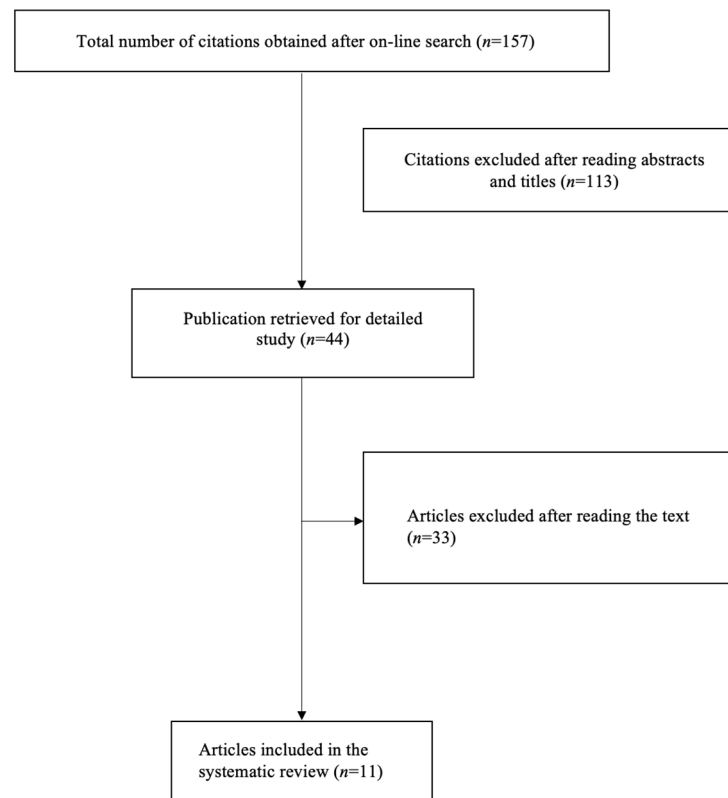 Total number of citations obtained after on-line search (n=157)
Citations excluded after reading abstracts
and titles (n=113)
Publication retrieved for detailed
study (n=44)
Articles excluded after reading the text
(n=33)
Articles included in the
systematic review (n=11)